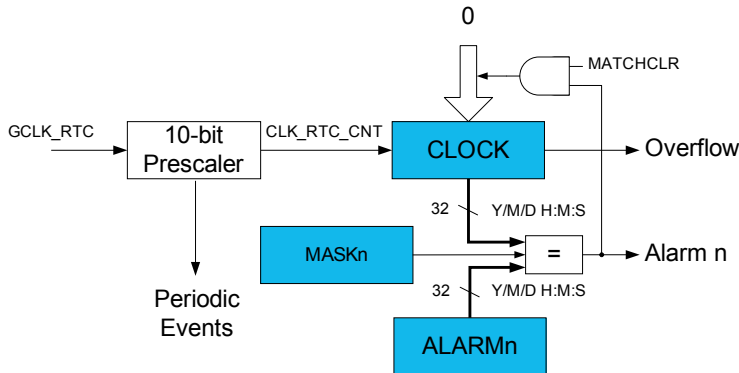 0
MATCHCLR
GCLK_RTC
10-bit
Prescaler
CLK_RTC_CNT
CLOCK
Overflow
32
Y/M/D H:M:S
MASKn
=
Alarm n
32
Y/M/D H:M:S
Periodic
Events
ALARMn